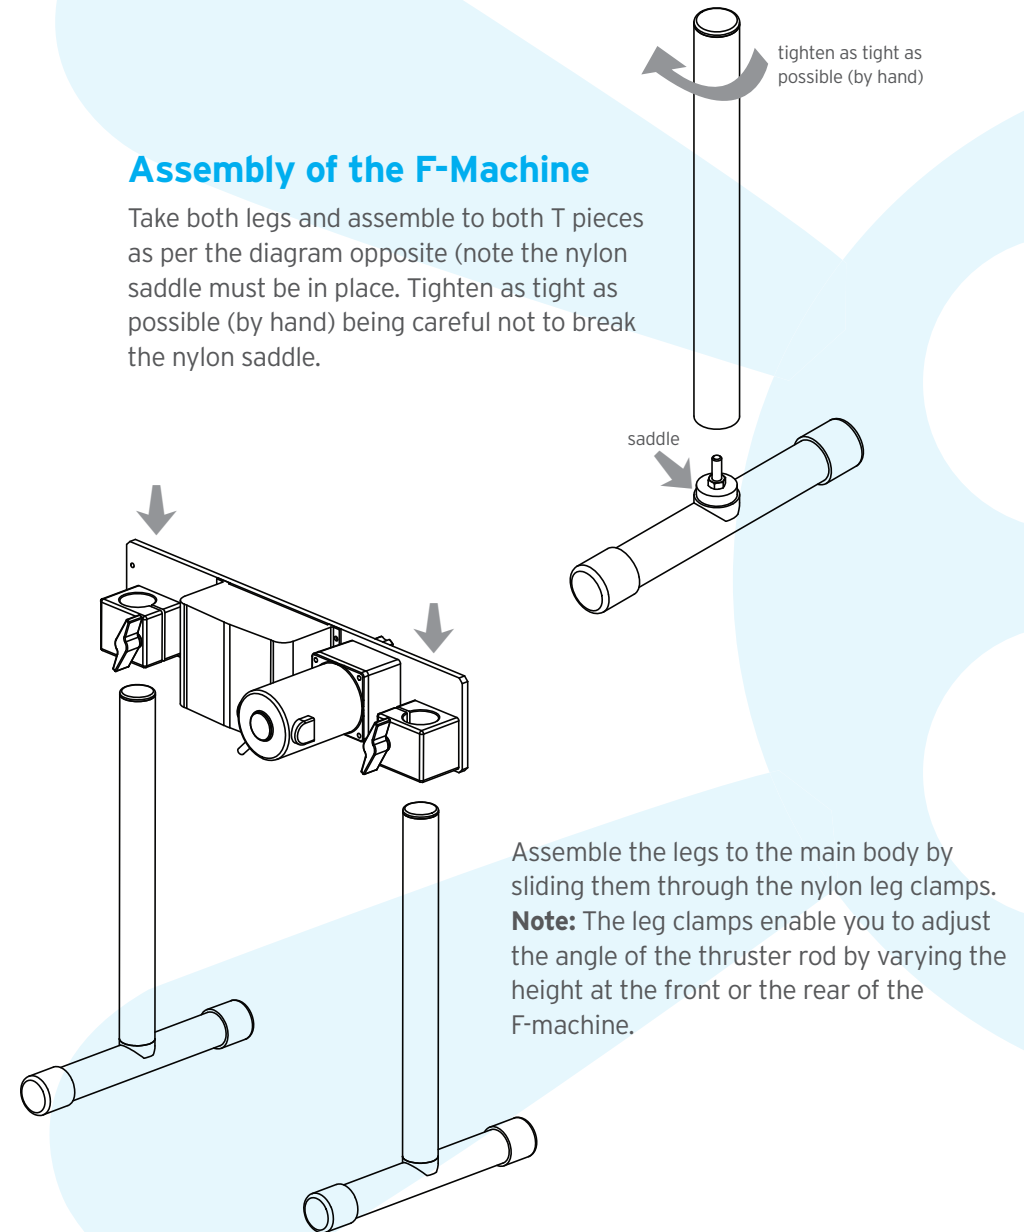 tighten as tight as
possible (by hand)
Assembly of the F-Machine
Take both legs and assemble to both T pieces
as per the diagram opposite (note the nylon
saddle must be in place. Tighten as tight as
possible (by hand) being careful not to break
the nylon saddle.
saddle
Assemble the legs to the main body by
sliding them through the nylon leg clamps.
Note: The leg clamps enable you to adjust
the angle of the thruster rod by varying the
height at the front or the rear of the
F-machine.